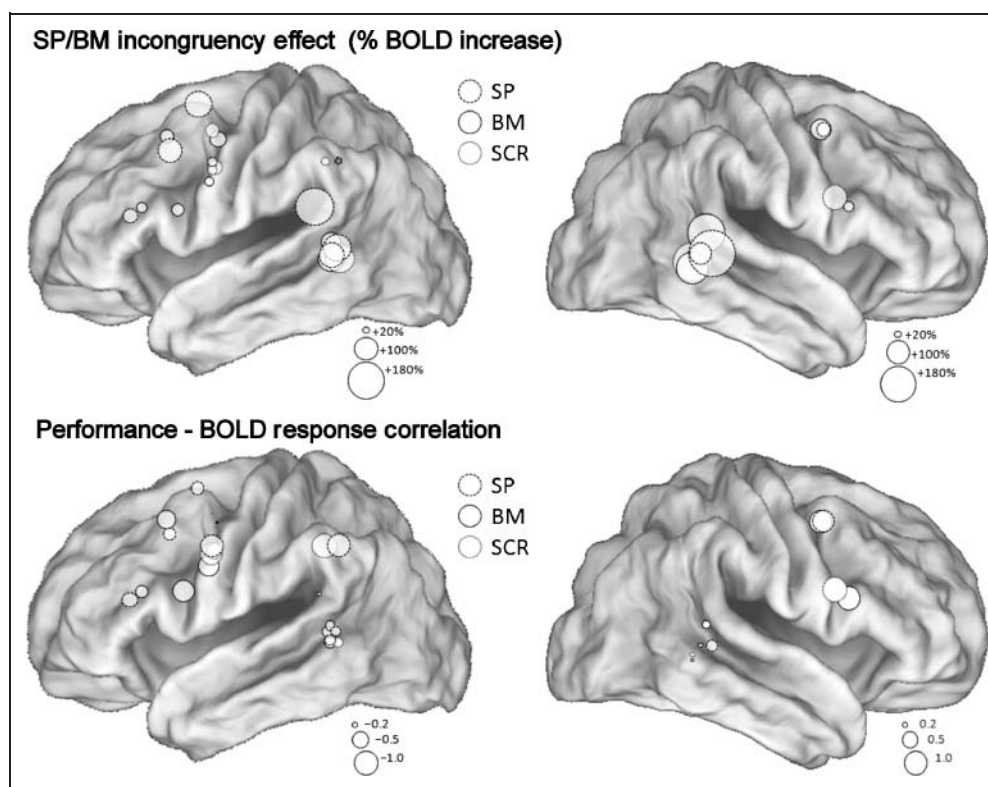 SP/BM incongruency effect (% BOLD increase)
SP
BM
SCR
+20%
+100%
+180%
+20%
+100%
+180%
Performance - BOLD response correlation
SP
BM
SCR
−0.2
−0.5
−1.0
0.2
0.5
1.0